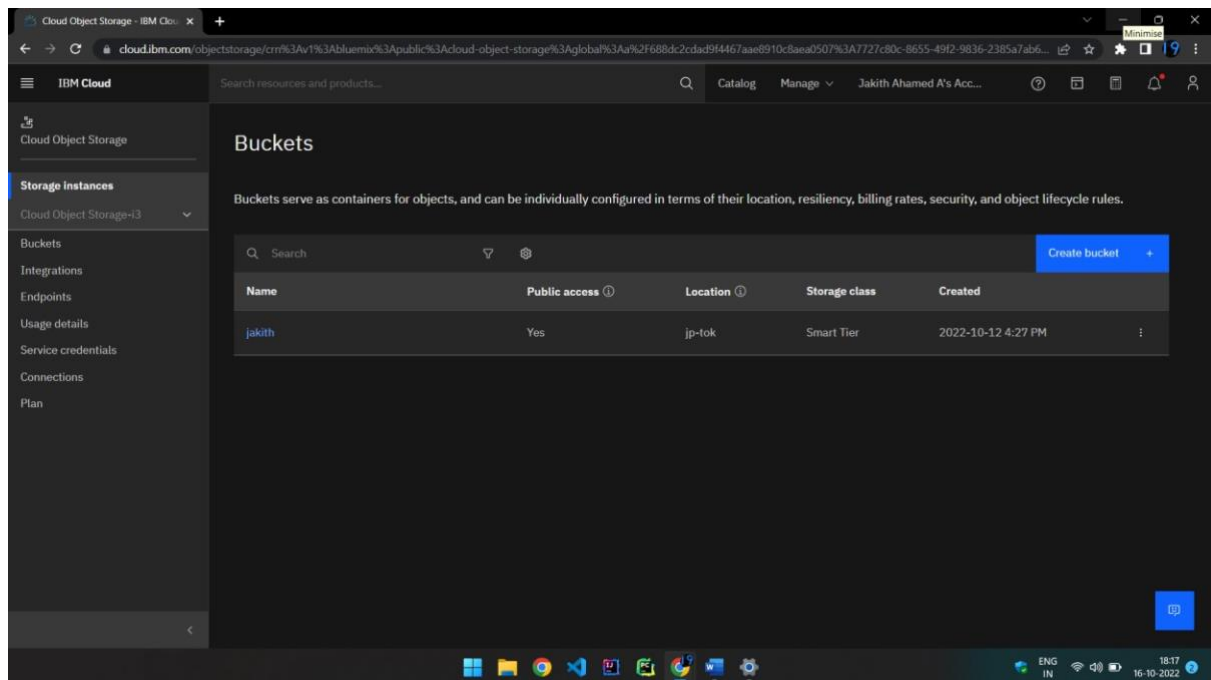 Cloud Object Storage - IBM Clou
Minimise
cloud.ibm.com/objectstorage/crn%3Av1%3Abluemix%3Apublic%3Acloud-object-storage%3Aglobal%3Aa%2F688dc2cdad9f4467aae8910c8aea0507%3A7727c80c-8655-49f2-9836-2385a7ab6...
19
IBM Cloud
Search resources and products...
Catalog
Manage
Jakith Ahamed A's Acc...
Cloud Object Storage
Storage instances
Cloud Object Storage-i3
Buckets
Integrations
Endpoints
Usage details
Service credentials
Connections
Plan
Buckets
Buckets serve as containers for objects, and can be individually configured in terms of their location, resiliency, billing rates, security, and object lifecycle rules.
Search
Create bucket +
Name Public access Location Storage class Created
jakith Yes jp-tok Smart Tier 2022-10-12 4:27 PM
ENG
IN
18:17
16-10-2022
2